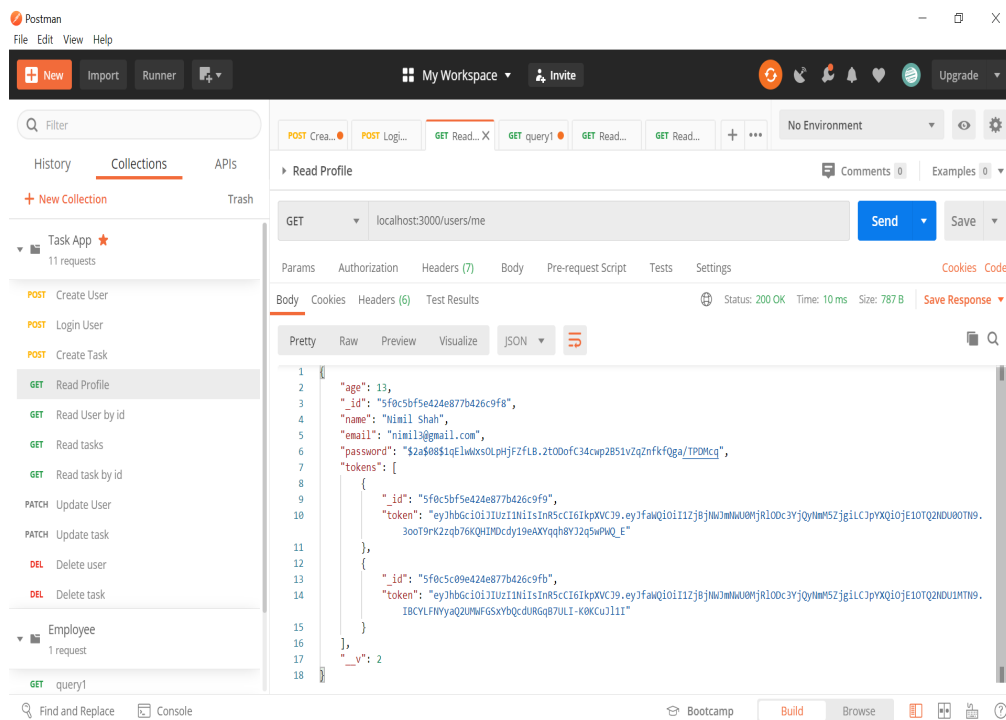 Postman
File Edit View Help
New Import Runner My Workspace Invite Upgrade
Filter
History Collections APIs
New Collection Trash
Task App
11 requests
POST Create User
POST Login User
POST Create Task
GET Read Profile
GET Read User by id
GET Read tasks
GET Read task by id
PATCH Update User
PATCH Update task
DEL Delete user
DEL Delete task
Employee
1 request
GET query1
POST Crea... POST Logi... GET Read... X GET query1 GET Read... GET Read... + ••• No Environment
Read Profile Comments 0 Examples 0
GET localhost:3000/users/me Send Save
Params Authorization Headers (7) Body Pre-request Script Tests Settings Cookies Code
Body Cookies Headers (6) Test Results Status: 200 OK Time: 10 ms Size: 787 B Save Response
Pretty Raw Preview Visualize JSON
1 {
2 "age": 13,
3 "_id": "5f0c5bf5e424e877b426c9f8",
4 "name": "Nimil Shah",
5 "email": "nimil3@gmail.com",
6 "password": "$2a$08$1qElwWxsOLpHjFZfLB.2tODofC34cwp2B51vZqZnfkfQga/TPDMcq",
7 "tokens": [
8 {
9 "_id": "5f0c5bf5e424e877b426c9f9",
10 "token": "eyJhbGciOiJIUzI1NiIsInR5cCI6IkpXVCJ9.eyJfaWQiOiI1ZjBjNWJmNWU0MjRlODc3YjQyNmM5ZjgiLCJpYXQiOjE1OTQ2NDU0OTN9.
3ooT9rK2zqb76KQHIMDcdy19eAXYqqh8YJ2q5wPWQ_E"
11 },
12 {
13 "_id": "5f0c5c09e424e877b426c9fb",
14 "token": "eyJhbGciOiJIUzI1NiIsInR5cCI6IkpXVCJ9.eyJfaWQiOiI1ZjBjNWJmNWU0MjRlODc3YjQyNmM5ZjgiLCJpYXQiOjE1OTQ2NDU1MTN9.
IBCYLFNYyaQ2UMWFGSxYbQcdURGqB7ULI-K0KCuJl1I"
15 }
16 ],
17 "__v": 2
18 }
Find and Replace Console Bootcamp Build Browse